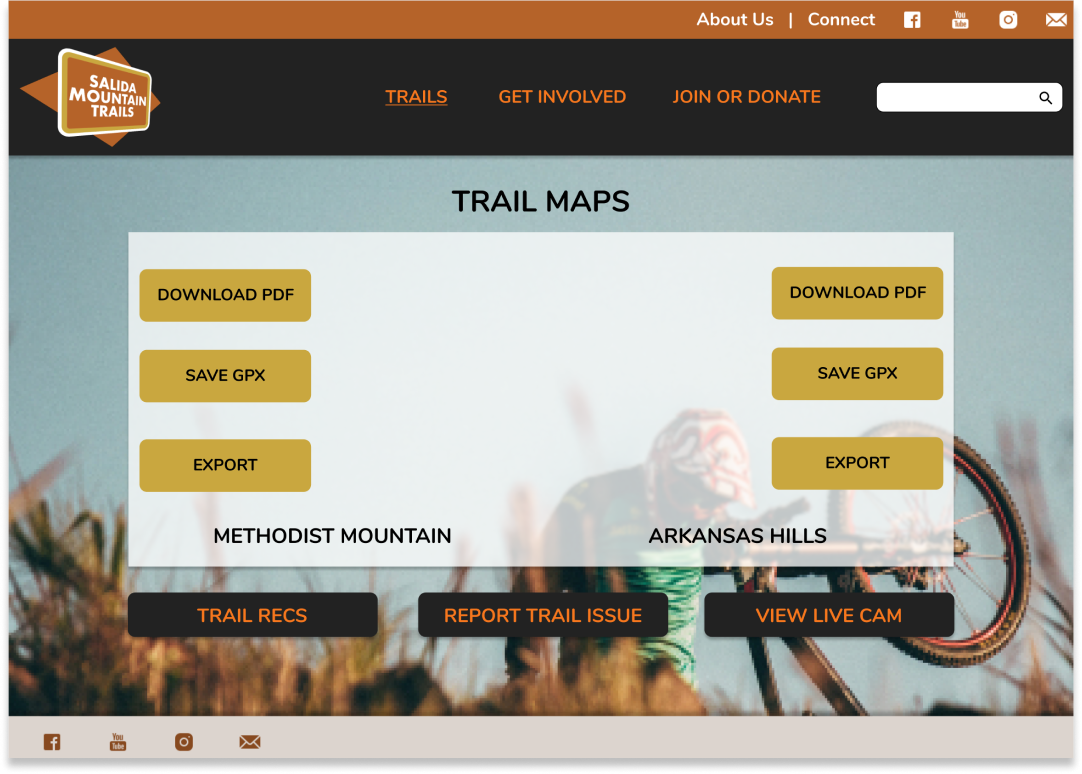 About Us | Connect
You
Tube
SALIDA
MOUNTAIN
TRAILS
TRAILS
GET INVOLVED
JOIN OR DONATE
TRAIL MAPS
DOWNLOAD PDF
DOWNLOAD PDF
SAVE GPX
SAVE GPX
EXPORT
EXPORT
METHODIST MOUNTAIN
ARKANSAS HILLS
TRAIL RECS
REPORT TRAIL ISSUE
VIEW LIVE CAM
You
Tube